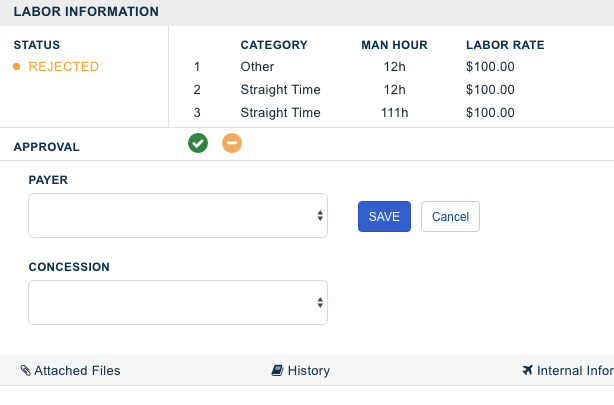 LABOR INFORMATION
STATUS CATEGORY MAN HOUR LABOR RATE
REJECTED 1 Other 12h $100.00
2 Straight Time 12h $100.00
3 Straight Time 111h $100.00
APPROVAL
PAYER
SAVE Cancel
CONCESSION
Attached Files History Internal Infor